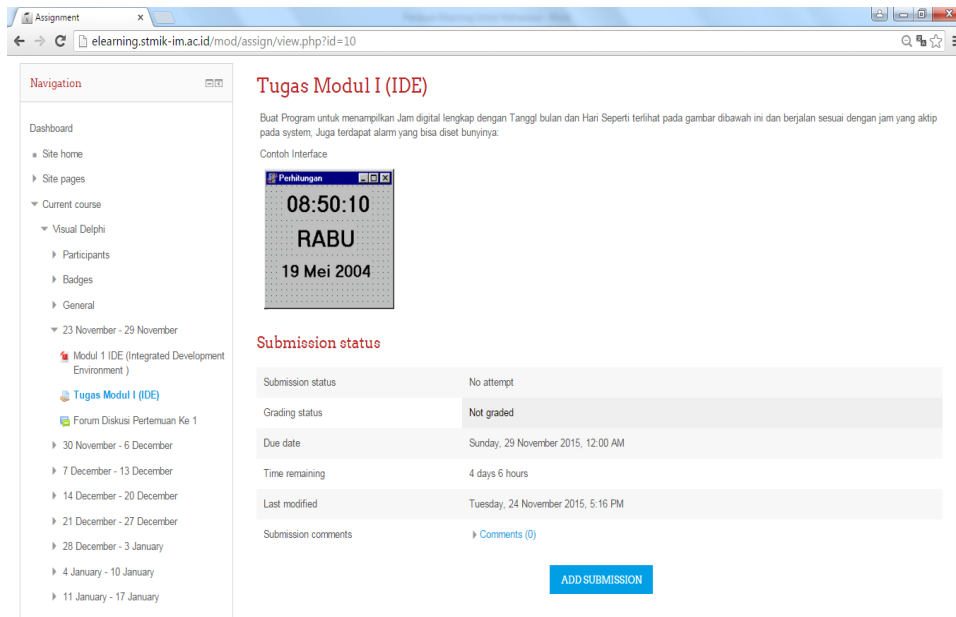 Assignment
elearning.stmik-im.ac.id/mod/assign/view.php?id=10
Navigation
Dashboard
Site home
Site pages
Current course
Visual Delphi
Participants
Badges
General
23 November - 29 November
Modul 1 IDE (Integrated Development
Environment )
Tugas Modul I (IDE)
Forum Diskusi Pertemuan Ke 1
30 November - 6 December
7 December - 13 December
14 December - 20 December
21 December - 27 December
28 December - 3 January
4 January - 10 January
11 January - 17 January
Tugas Modul I (IDE)
Buat Program untuk menampilkan Jam digital lengkap dengan Tanggl bulan dan Hari Seperti terlihat pada gambar dibawah ini dan berjalan sesuai dengan jam yang aktip
pada system, Juga terdapat alarm yang bisa diset bunyinya:
Contoh Interface
Perhitungan
08:50:10
RABU
19 Mei 2004
Submission status
Submission status No attempt
Grading status Not graded
Due date Sunday, 29 November 2015, 12:00 AM
Time remaining 4 days 6 hours
Last modified Tuesday, 24 November 2015, 5:16 PM
Submission comments Comments (0)
ADD SUBMISSION